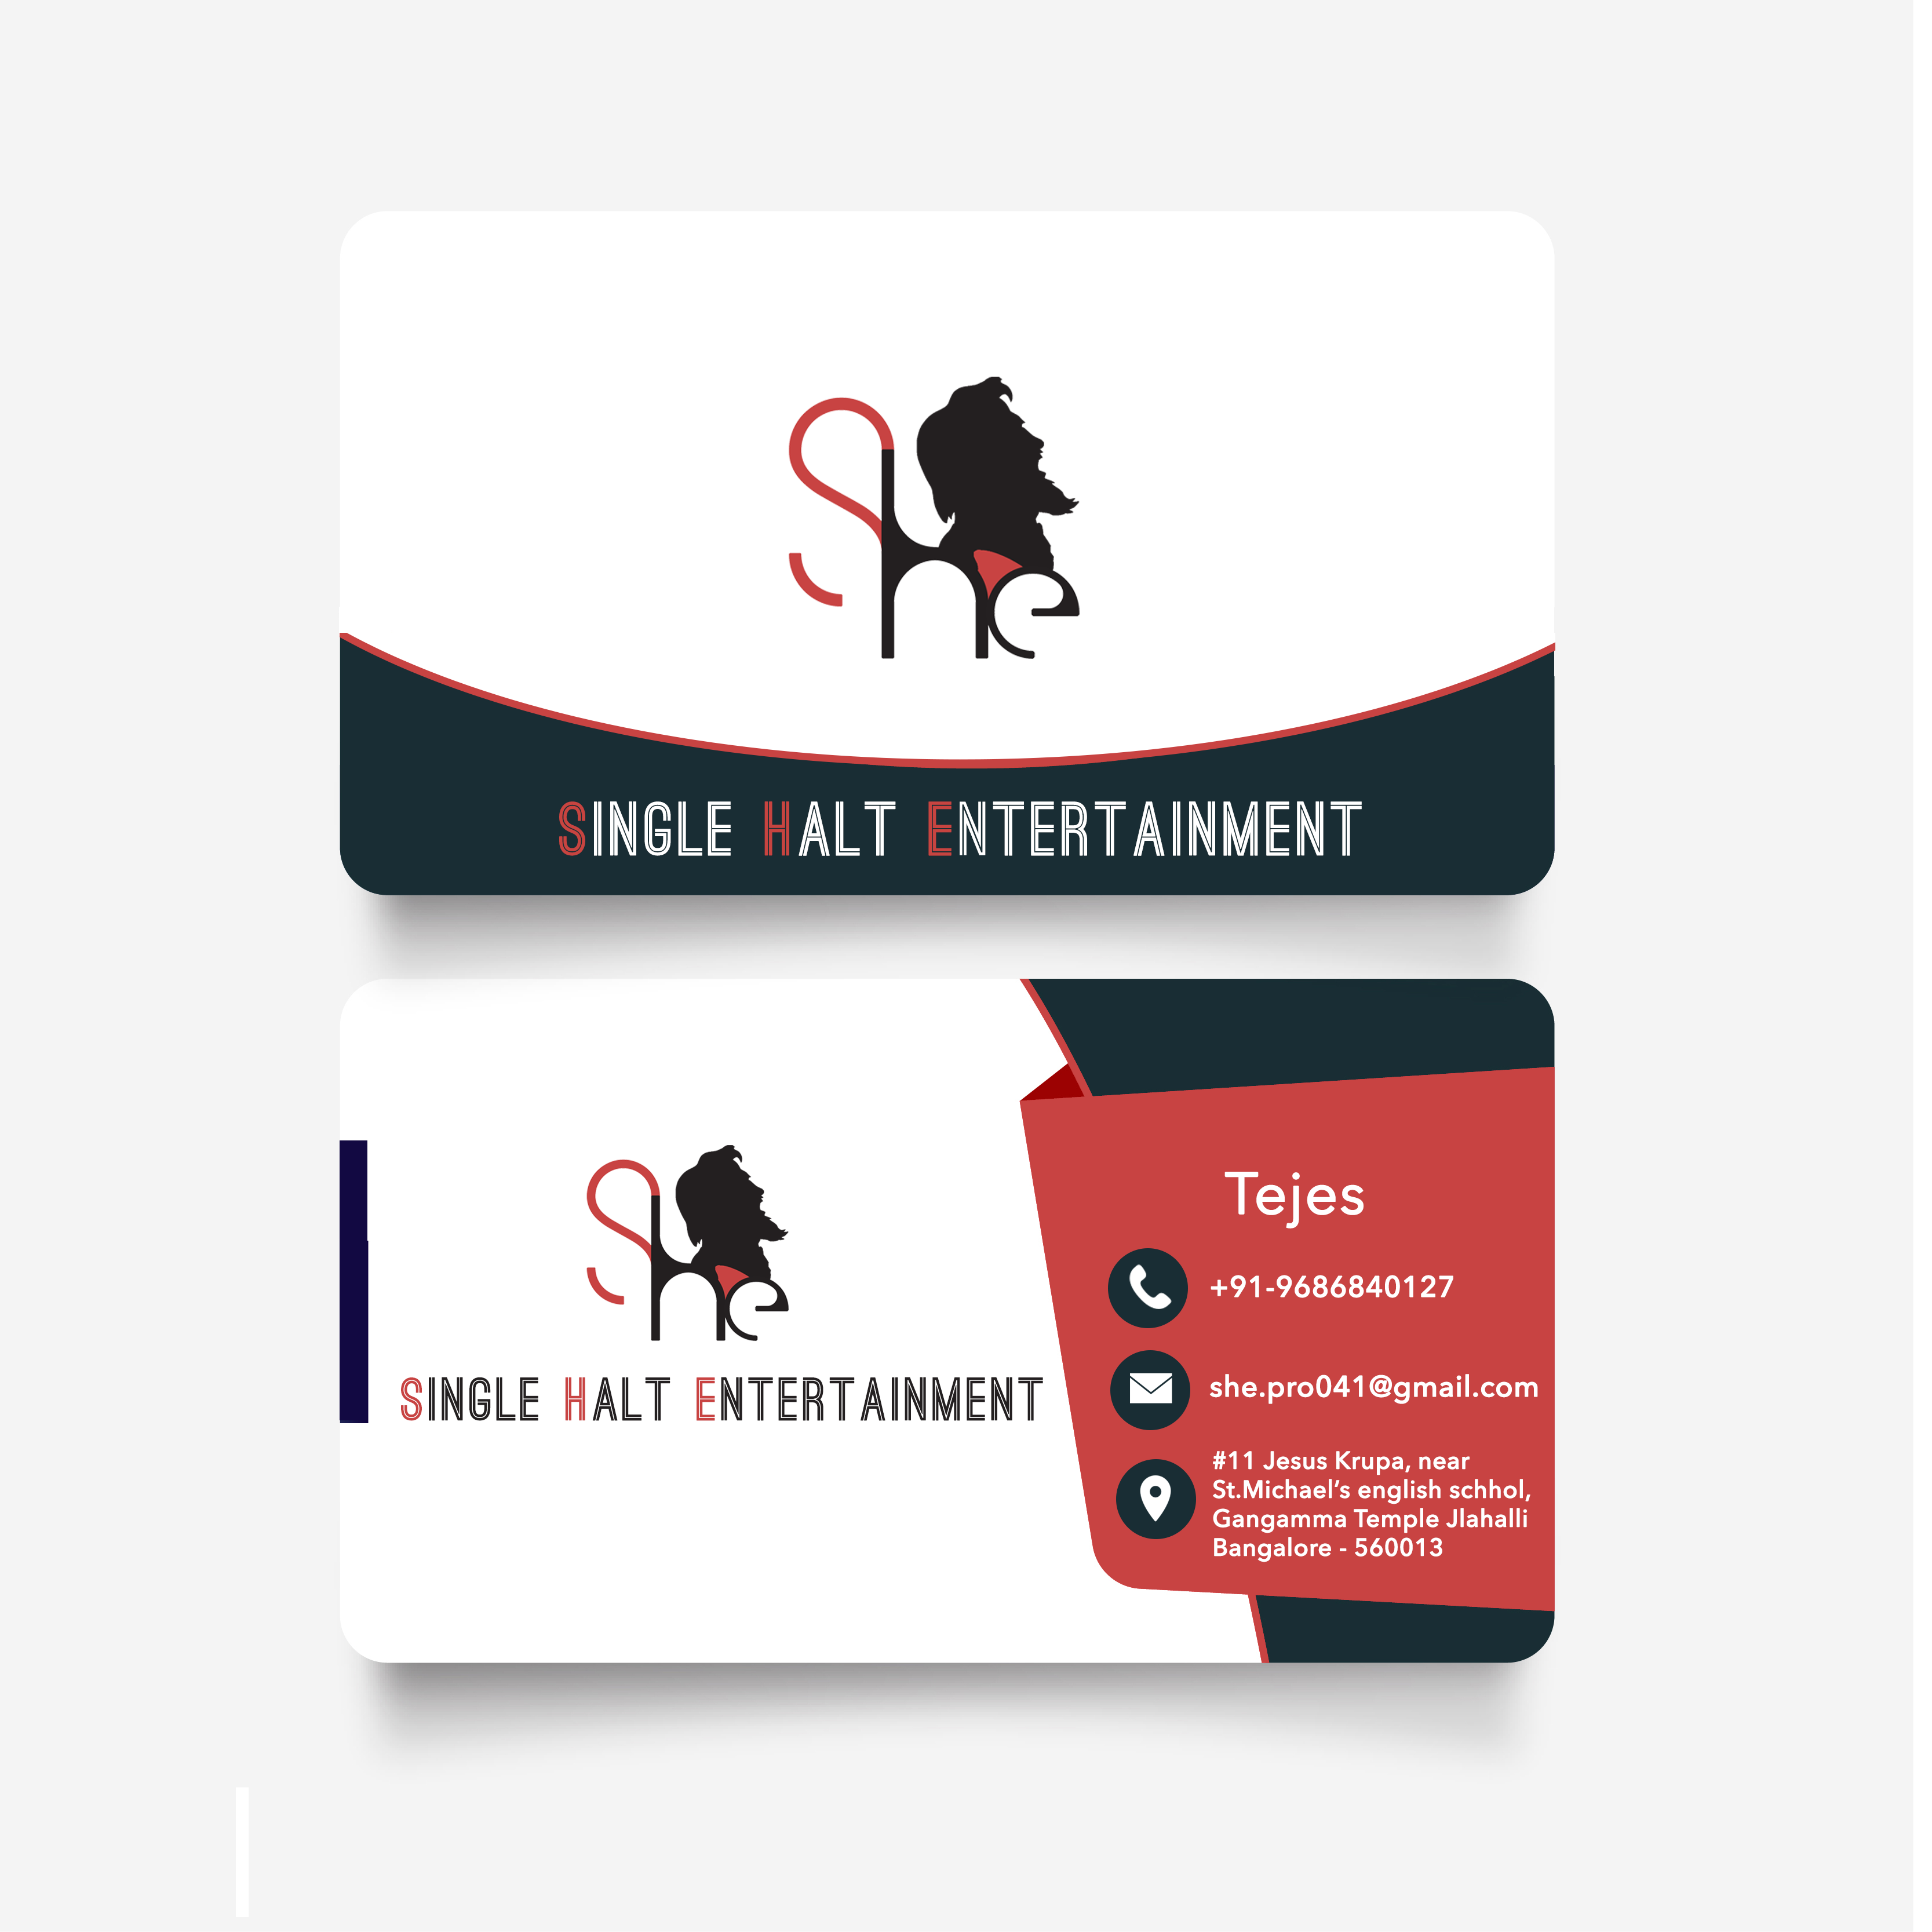 She
SINGLE HALT ENTERTAINMENT
She
SINGLE HALT ENTERTAINMENT
Tejes
+91-9686840127
she.pro041@gmail.com
#11 Jesus Krupa, near
St.Michael’s english schhol,
Gangamma Temple Jlahalli
Bangalore - 560013